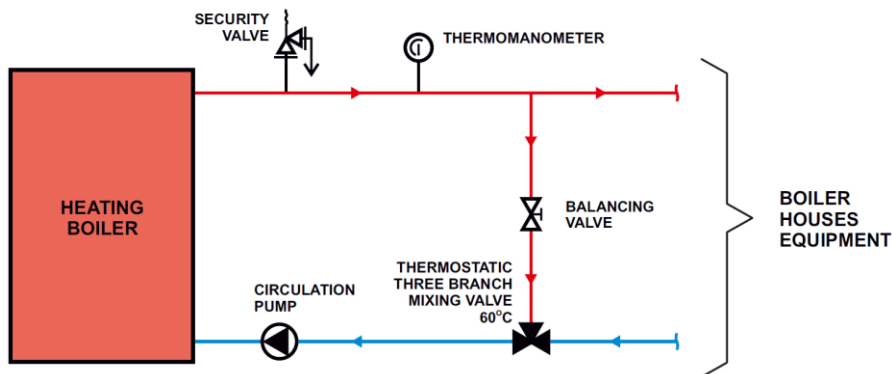 SECURITY
VALVE
THERMOMANOMETER
HEATING
BOILER
BALANCING
VALVE
BOILER
HOUSES
EQUIPMENT
THERMOSTATIC
THREE BRANCH
MIXING VALVE
60°C
CIRCULATION
PUMP